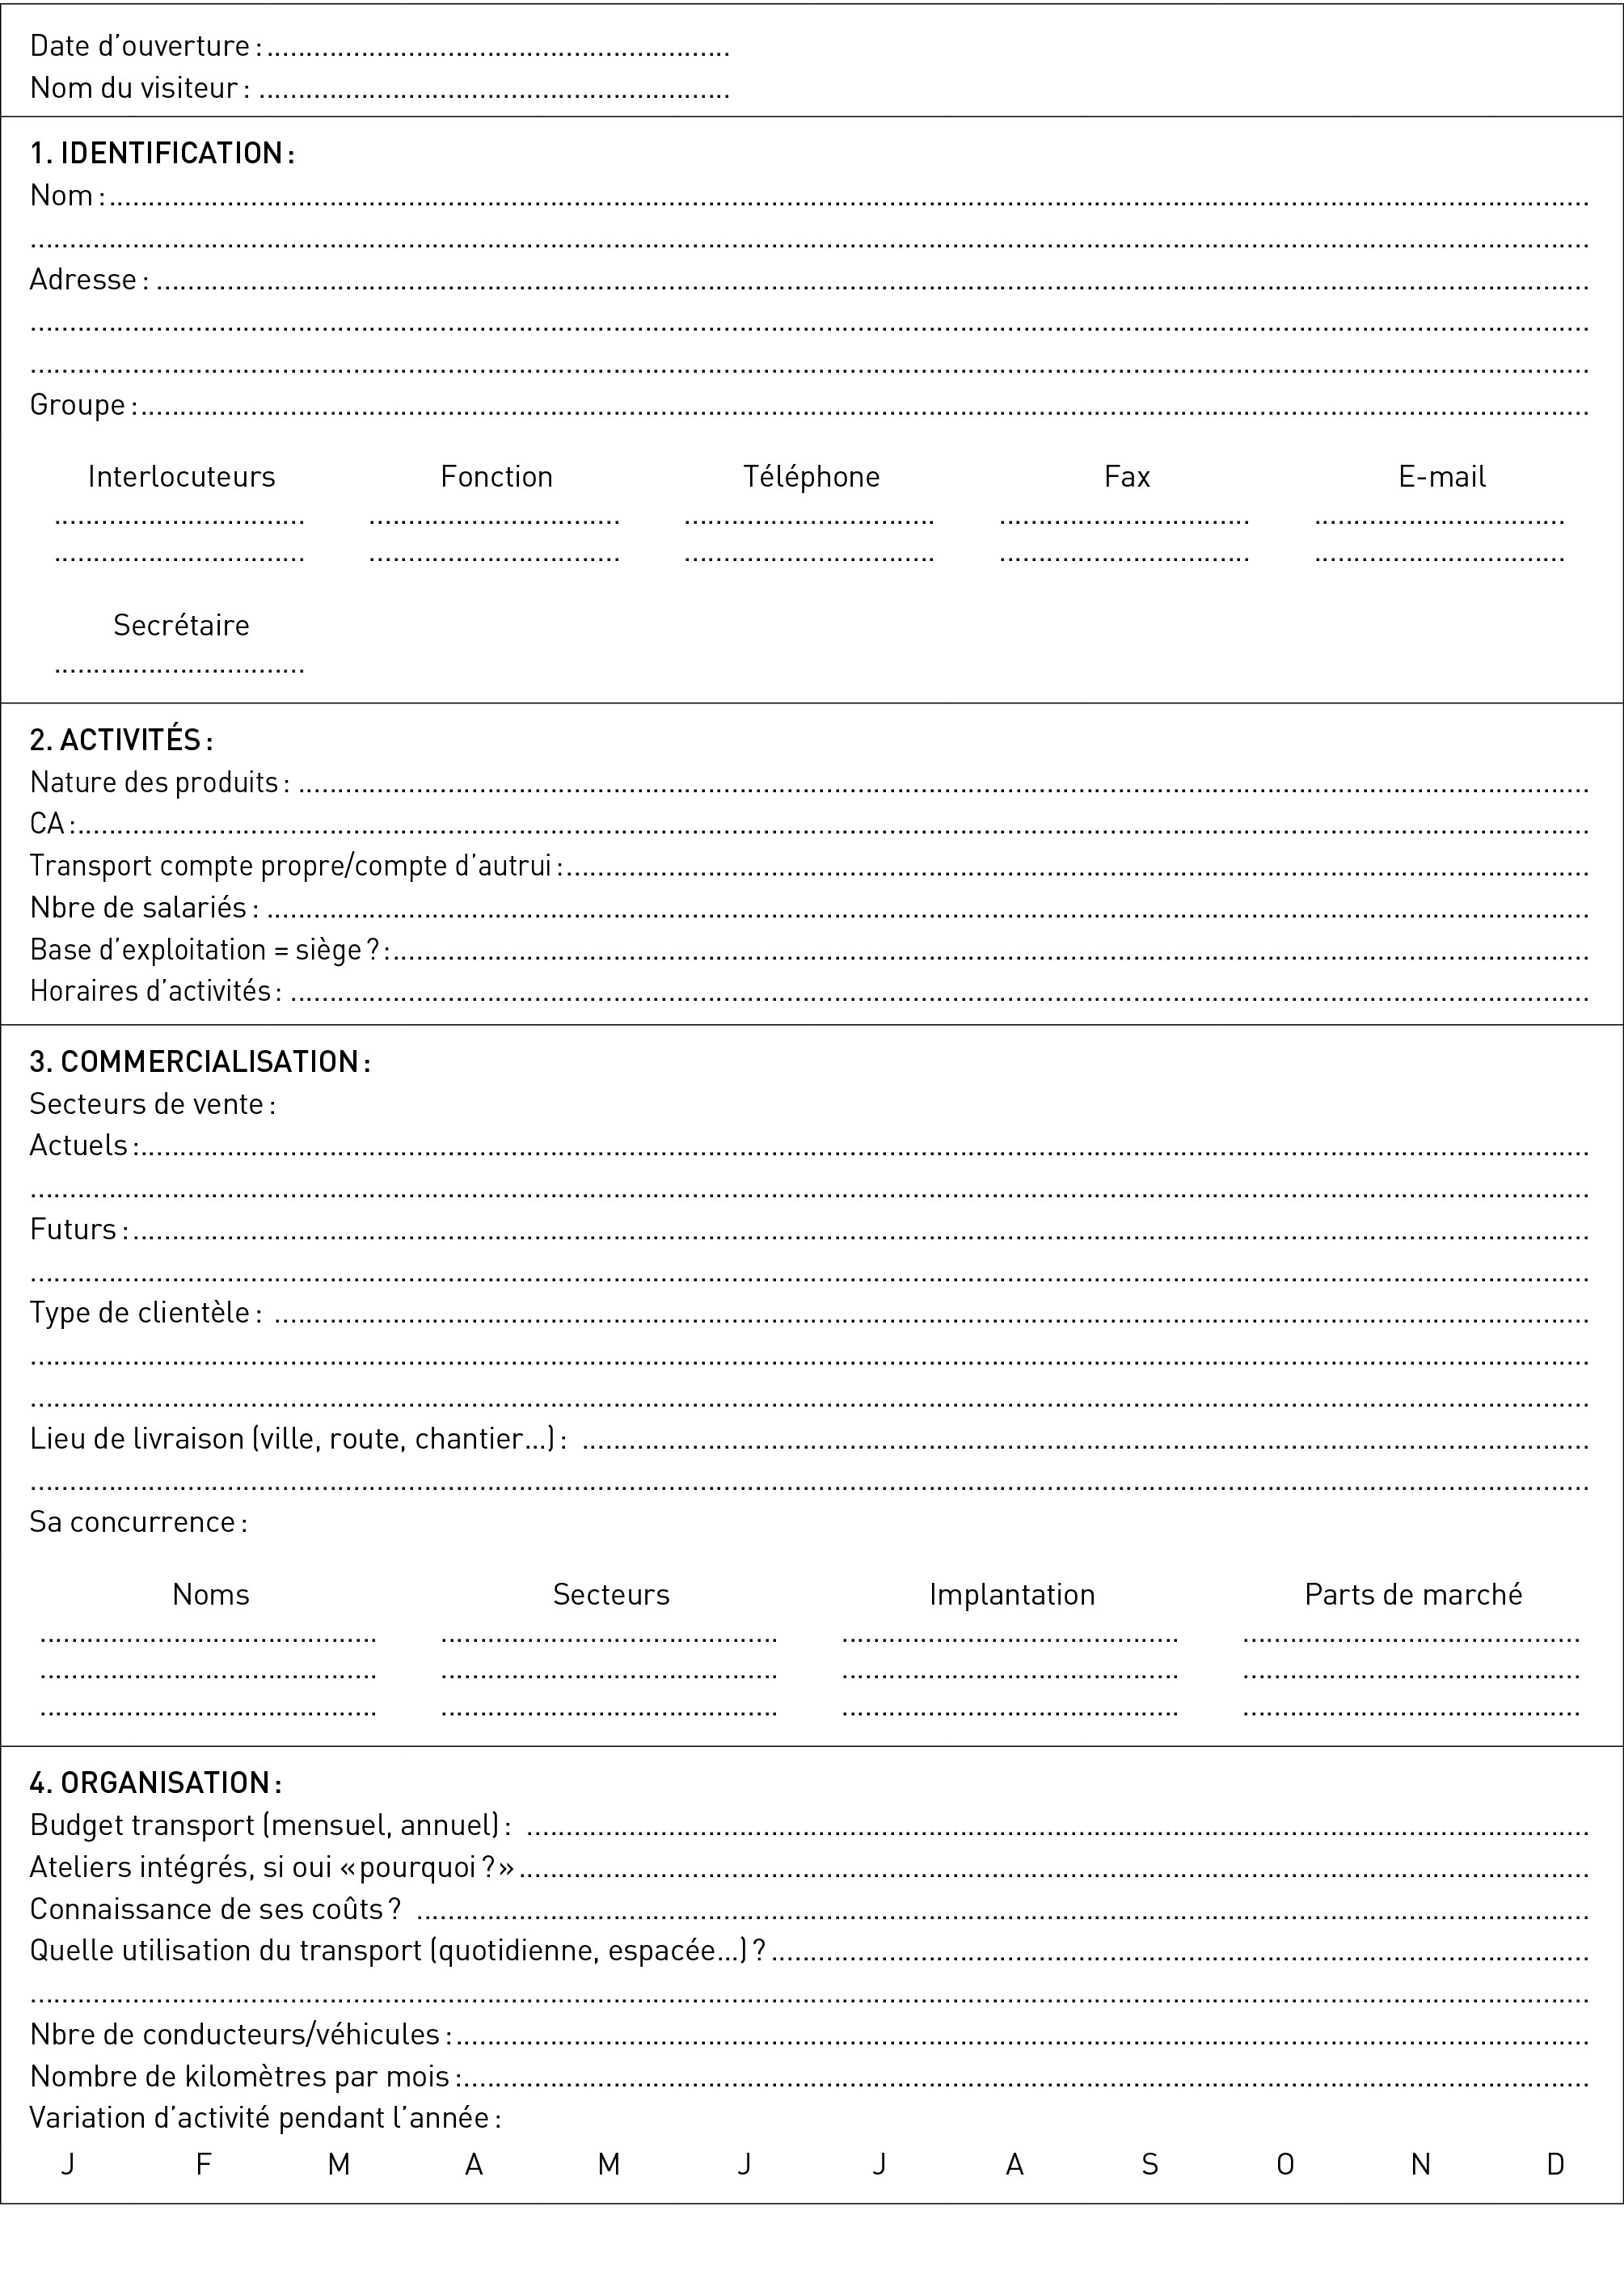 Date d’ouverture : ............................................................
Nom du visiteur : .............................................................
1. IDENTIFICATION :
Nom : ............................................................
............................................................
Adresse : ............................................................
............................................................
............................................................
Groupe : ............................................................
Interlocuteurs Fonction Téléphone Fax E-mail
................................ ................................ ................................ ................................ ................................
................................ ................................ ................................ ................................ ................................
Secrétaire
................................
2. ACTIVITÉS :
Nature des produits : ............................................................
CA : ............................................................
Transport compte propre/compte d’autrui : ............................................................
Nbre de salariés : ............................................................
Base d’exploitation = siège ? : ............................................................
Horaires d’activités : ............................................................
3. COMMERCIALISATION :
Secteurs de vente :
Actuels : ............................................................
............................................................
Futurs : ............................................................
............................................................
Type de clientèle : ............................................................
............................................................
............................................................
Lieu de livraison (ville, route, chantier...) : ............................................................
............................................................
Sa concurrence :
Noms Secteurs Implantation Parts de marché
........................................... ........................................... ........................................... ...........................................
........................................... ........................................... ........................................... ...........................................
........................................... ........................................... ........................................... ...........................................
4. ORGANISATION :
Budget transport (mensuel, annuel) : ............................................................
Ateliers intégrés, si oui « pourquoi ? » ............................................................
Connaissance de ses coûts ? ............................................................
Quelle utilisation du transport (quotidienne, espacée...) ? ............................................................
............................................................
Nbre de conducteurs/véhicules : ............................................................
Nombre de kilomètres par mois : ............................................................
Variation d’activité pendant l’année :
J F M A M J J A S O N D